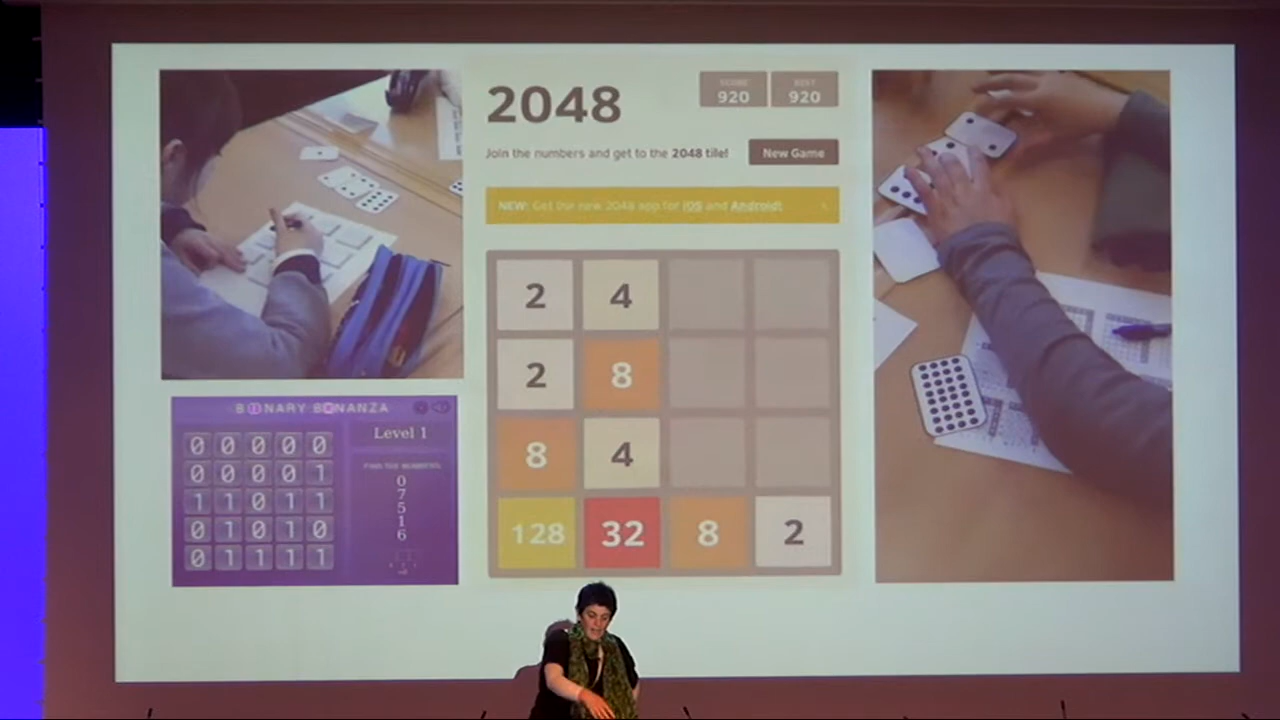 2048
SCORE
920
BEST
920
Join the numbers and get to the 2048 tile!
New Game
NEW: Get the new 2048 app for iOS and Android!
2 4
2 8
8 4
128 32 8 2
BINARY BONANZA
Level 1
FIND THE NUMBERS:
0
7
5
1
6
0 0 0 0 0
0 0 0 0 1
1 1 0 1 1
0 1 0 1 0
0 1 1 1 1